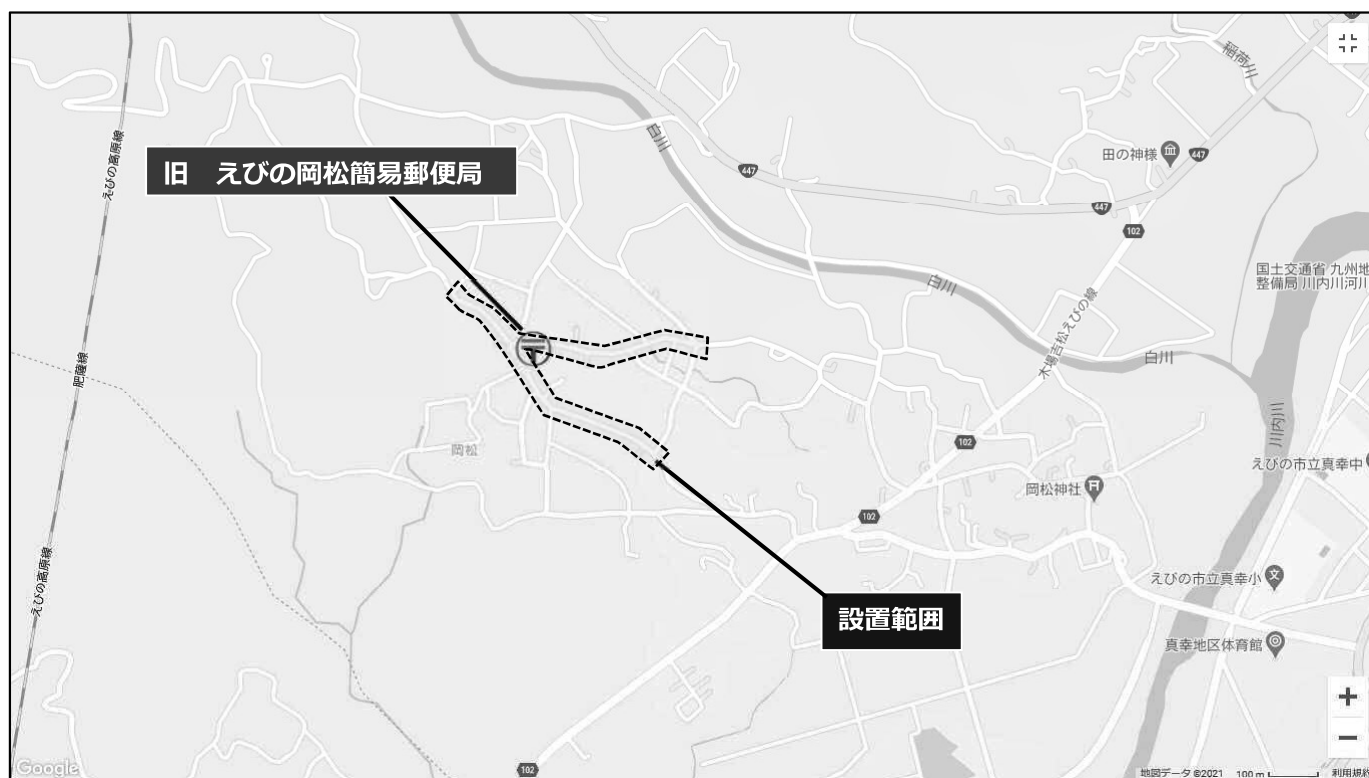 稲荷川
えびの高原線
白川
田の神様
447
447
旧　えびの岡松簡易郵便局
447
102
国土交通省 九州地
整備局 川内川河川
白川
木場吉松えびの線
肥薩線
白川
川内川
岡松
102
えびの市立真幸中
岡松神社
102
えびの高原線
えびの市立真幸小
設置範囲
真幸地区体育館
Google
102
地図データ ©2021
100 m
利用規約